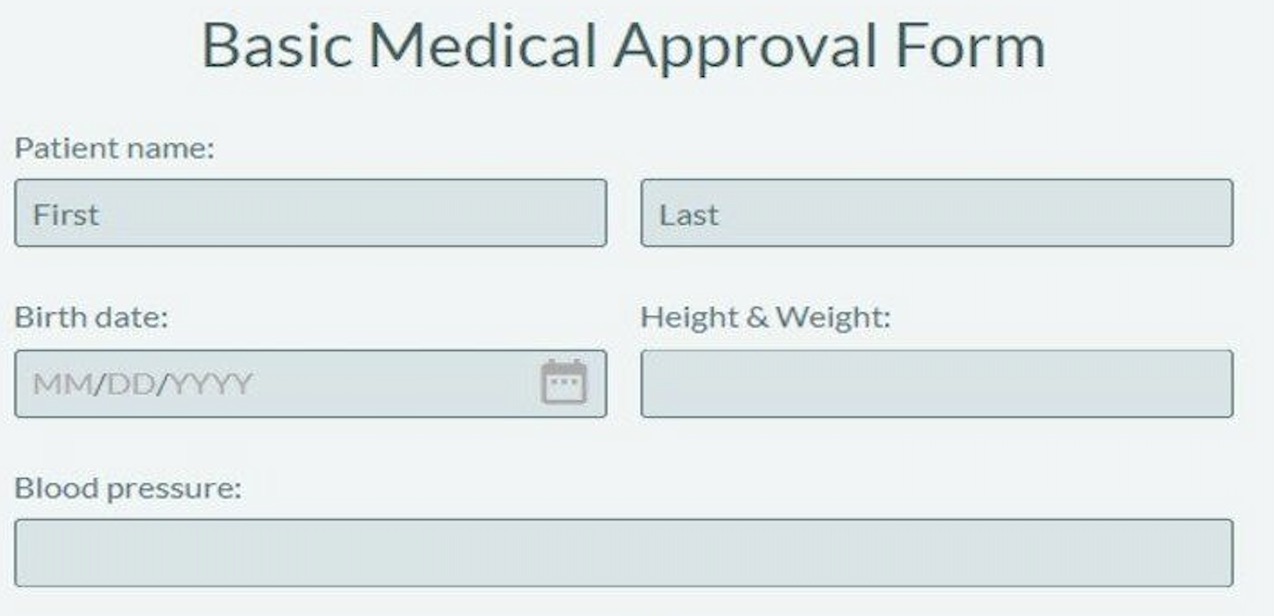 Basic Medical Approval Form
Patient name:
First Last
Birth date: Height & Weight:
MM/DD/YYYY
Blood pressure: